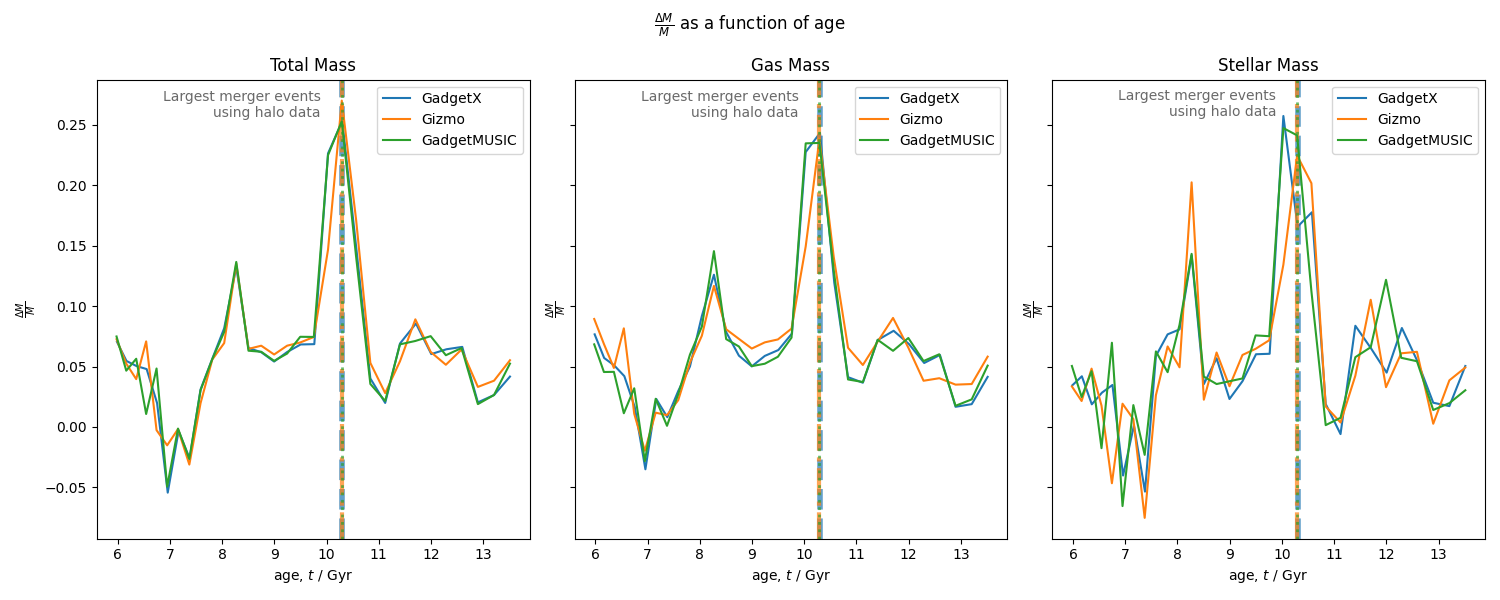 ΔM/M as a function of age
Total Mass
Largest merger events
using halo data
GadgetX
Gizmo
GadgetMUSIC
0.25
0.20
0.15
0.10
0.05
0.00
−0.05
ΔM/M
6 7 8 9 10 11 12 13
age, t / Gyr
Gas Mass
Largest merger events
using halo data
GadgetX
Gizmo
GadgetMUSIC
ΔM/M
6 7 8 9 10 11 12 13
age, t / Gyr
Stellar Mass
Largest merger events
using halo data
GadgetX
Gizmo
GadgetMUSIC
ΔM/M
6 7 8 9 10 11 12 13
age, t / Gyr